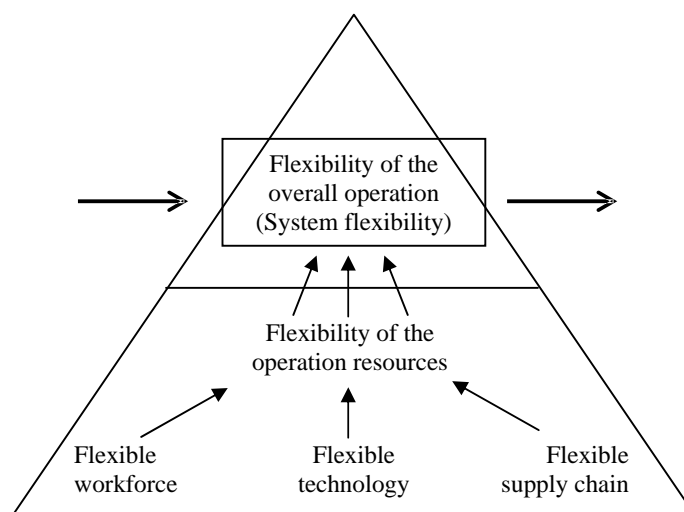 Flexibility of the
overall operation
(System flexibility)
Flexibility of the
operation resources
Flexible
workforce
Flexible
technology
Flexible
supply chain